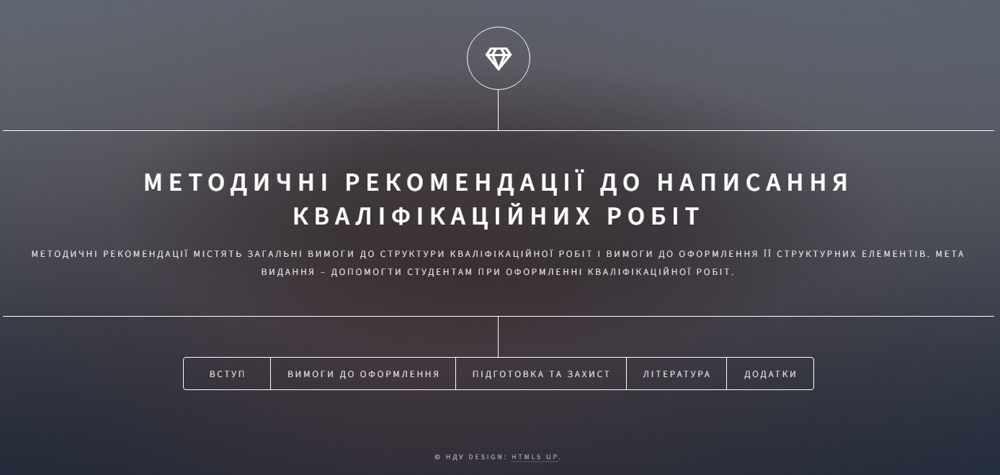 МЕТОДИЧНІ РЕКОМЕНДАЦІЇ ДО НАПИСАННЯ
КВАЛІФІКАЦІЙНИХ РОБІТ
МЕТОДИЧНІ РЕКОМЕНДАЦІЇ МІСТЯТЬ ЗАГАЛЬНІ ВИМОГИ ДО СТРУКТУРИ КВАЛІФІКАЦІЙНОЇ РОБІТ І ВИМОГИ ДО ОФОРМЛЕННЯ ЇЇ СТРУКТУРНИХ ЕЛЕМЕНТІВ. МЕТА
ВИДАННЯ – ДОПОМОГТИ СТУДЕНТАМ ПРИ ОФОРМЛЕННІ КВАЛІФІКАЦІЙНОЇ РОБІТ.
ВСТУП ВИМОГИ ДО ОФОРМЛЕННЯ ПІДГОТОВКА ТА ЗАХИСТ ЛІТЕРАТУРА ДОДАТКИ
© НДУ DESIGN: HTML5 UP.